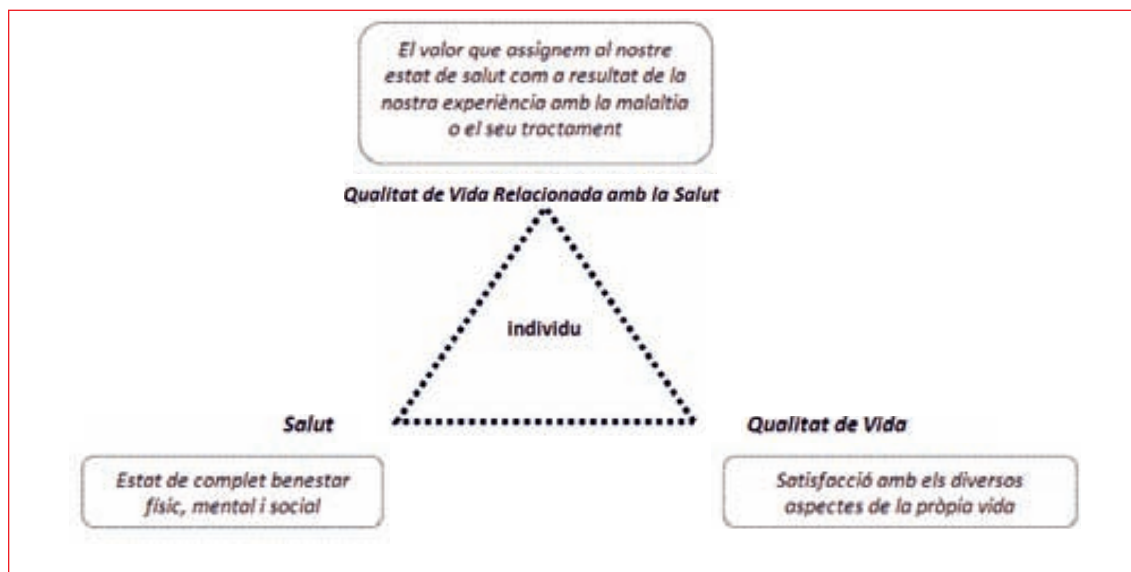 El valor que assignem al nostre
estat de salut com a resultat de la
nostra experiència amb la malaltia
o el seu tractament
Qualitat de Vida Relacionada amb la Salut
individu
Salut
Qualitat de Vida
Estat de complet benestar
físic, mental i social
Satisfacció amb els diversos
aspectes de la pròpia vida